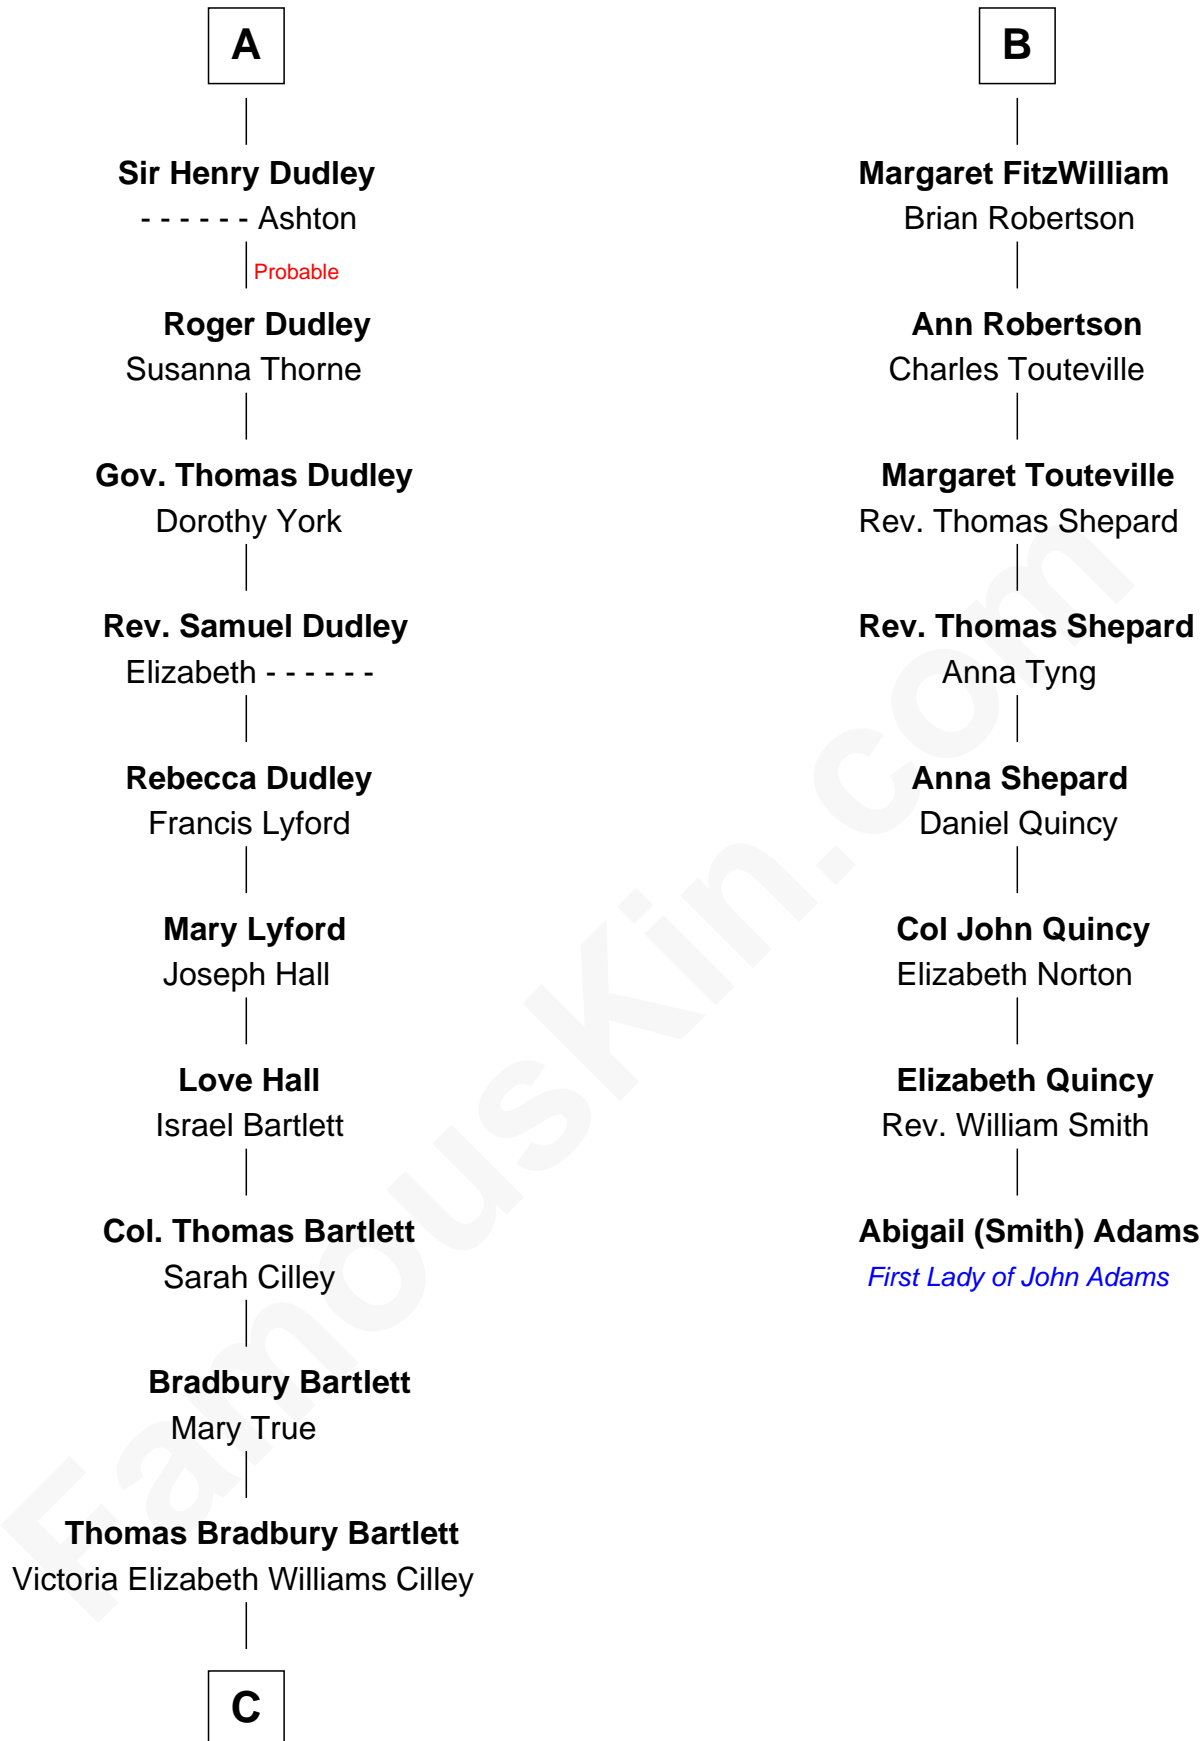 A
Sir Henry Dudley
- - - - - - Ashton
Probable
Roger Dudley
Susanna Thorne
Gov. Thomas Dudley
Dorothy York
Rev. Samuel Dudley
Elizabeth - - - - - -
Rebecca Dudley
Francis Lyford
Mary Lyford
Joseph Hall
Love Hall
Israel Bartlett
Col. Thomas Bartlett
Sarah Cilley
Bradbury Bartlett
Mary True
Thomas Bradbury Bartlett
Victoria Elizabeth Williams Cilley
C
B
Margaret FitzWilliam
Brian Robertson
Ann Robertson
Charles Touteville
Margaret Touteville
Rev. Thomas Shepard
Rev. Thomas Shepard
Anna Tyng
Anna Shepard
Daniel Quincy
Col John Quincy
Elizabeth Norton
Elizabeth Quincy
Rev. William Smith
Abigail (Smith) Adams
First Lady of John Adams
FamousKin.com